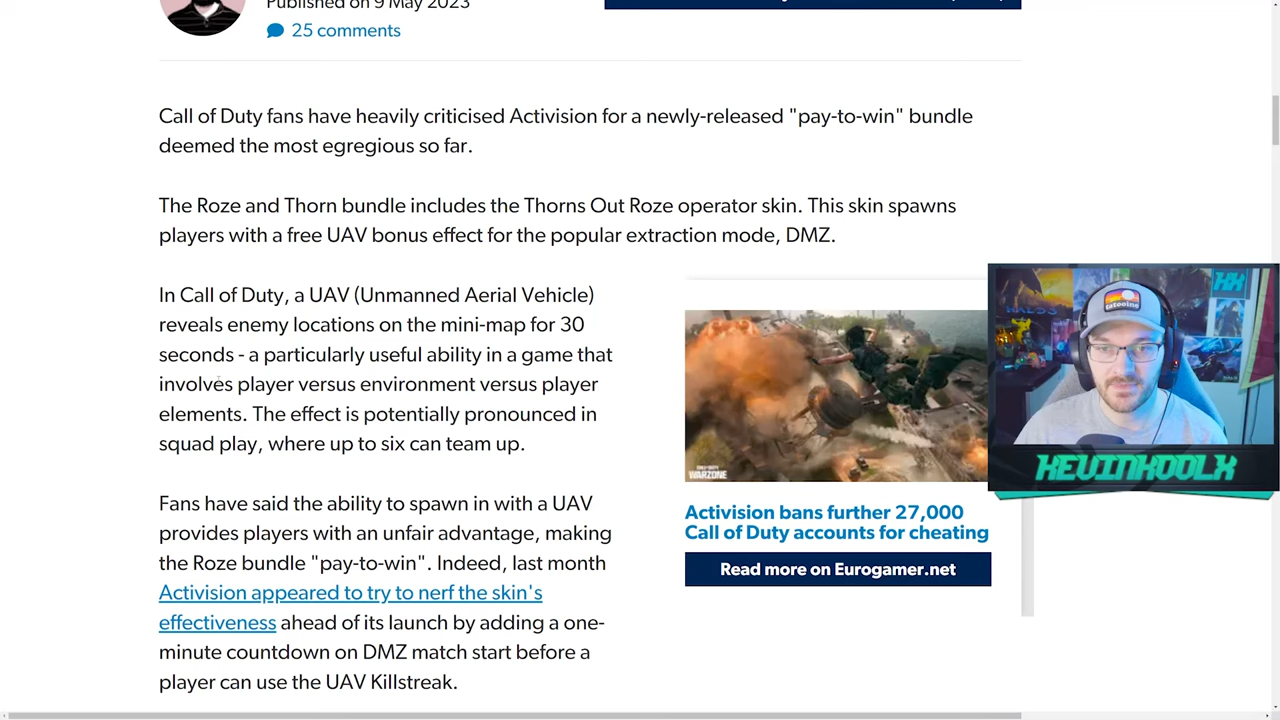 Published on 9 May 2023
25 comments
Call of Duty fans have heavily criticised Activision for a newly-released "pay-to-win" bundle
deemed the most egregious so far.
The Roze and Thorn bundle includes the Thorns Out Roze operator skin. This skin spawns
players with a free UAV bonus effect for the popular extraction mode, DMZ.
In Call of Duty, a UAV (Unmanned Aerial Vehicle)
reveals enemy locations on the mini-map for 30
seconds - a particularly useful ability in a game that
involves player versus environment versus player
elements. The effect is potentially pronounced in
squad play, where up to six can team up.
Fans have said the ability to spawn in with a UAV
provides players with an unfair advantage, making
the Roze bundle "pay-to-win". Indeed, last month
Activision appeared to try to nerf the skin's
effectiveness ahead of its launch by adding a one-
minute countdown on DMZ match start before a
player can use the UAV Killstreak.
WARZONE
Activision bans further 27,000
Call of Duty accounts for cheating
Read more on Eurogamer.net
tatooine
KEVINKOOLX